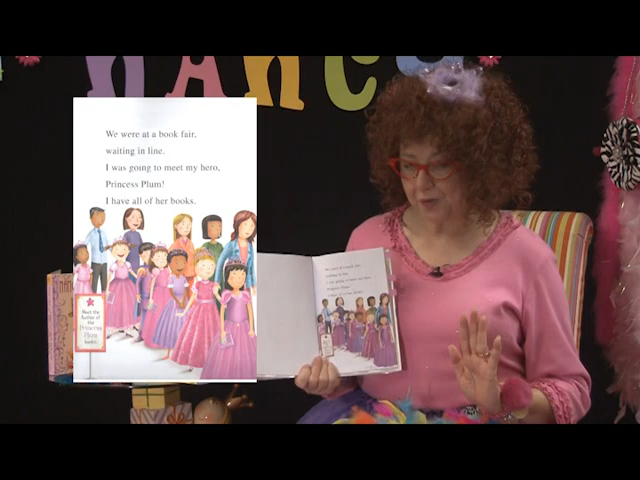 NANC
We were at a book fair,
waiting in line.
I was going to meet my hero,
Princess Plum!
I have all of her books.
Meet the
Author
of the
Princess
Plum
books